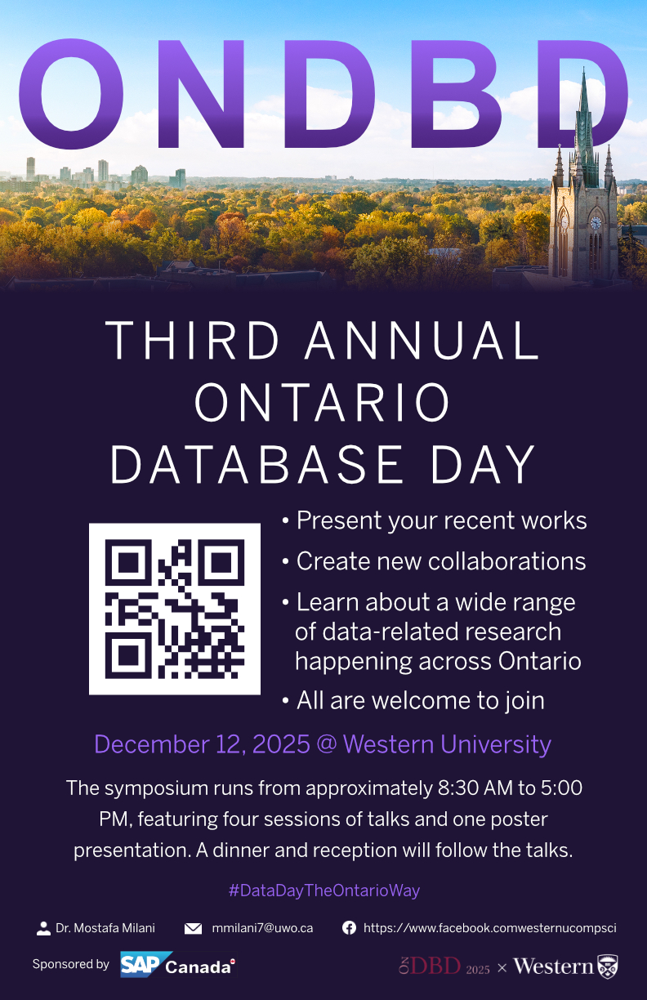 ONDBD
THIRD ANNUAL
ONTARIO
DATABASE DAY
• Present your recent works
• Create new collaborations
• Learn about a wide range
of data-related research
happening across Ontario
• All are welcome to join
December 12, 2025 @ Western University
The symposium runs from approximately 8:30 AM to 5:00
PM, featuring four sessions of talks and one poster
presentation. A dinner and reception will follow the talks.
#DataDayTheOntarioWay
Dr. Mostafa Milani mmilani7@uwo.ca https://www.facebook.comwesternucompsci
Sponsored by SAP Canada ONDBD 2025 × Western